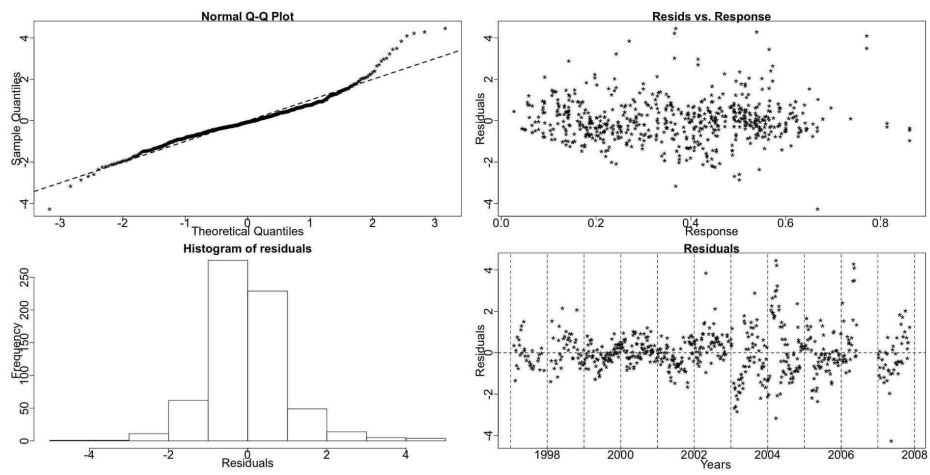 Normal Q-Q Plot
Sample Quantiles
4
2
0
-2
-4
-3 -2 -1 0 1 2 3
Theoretical Quantiles
Resids vs. Response
Residuals
4
2
0
-2
-4
0.0 0.2 0.4 0.6 0.8
Response
Histogram of residuals
Frequency
250
200
150
100
50
0
-4 -2 0 2 4
Residuals
Residuals
Residuals
4
2
0
-2
-4
1998 2000 2002 2004 2006 2008
Years